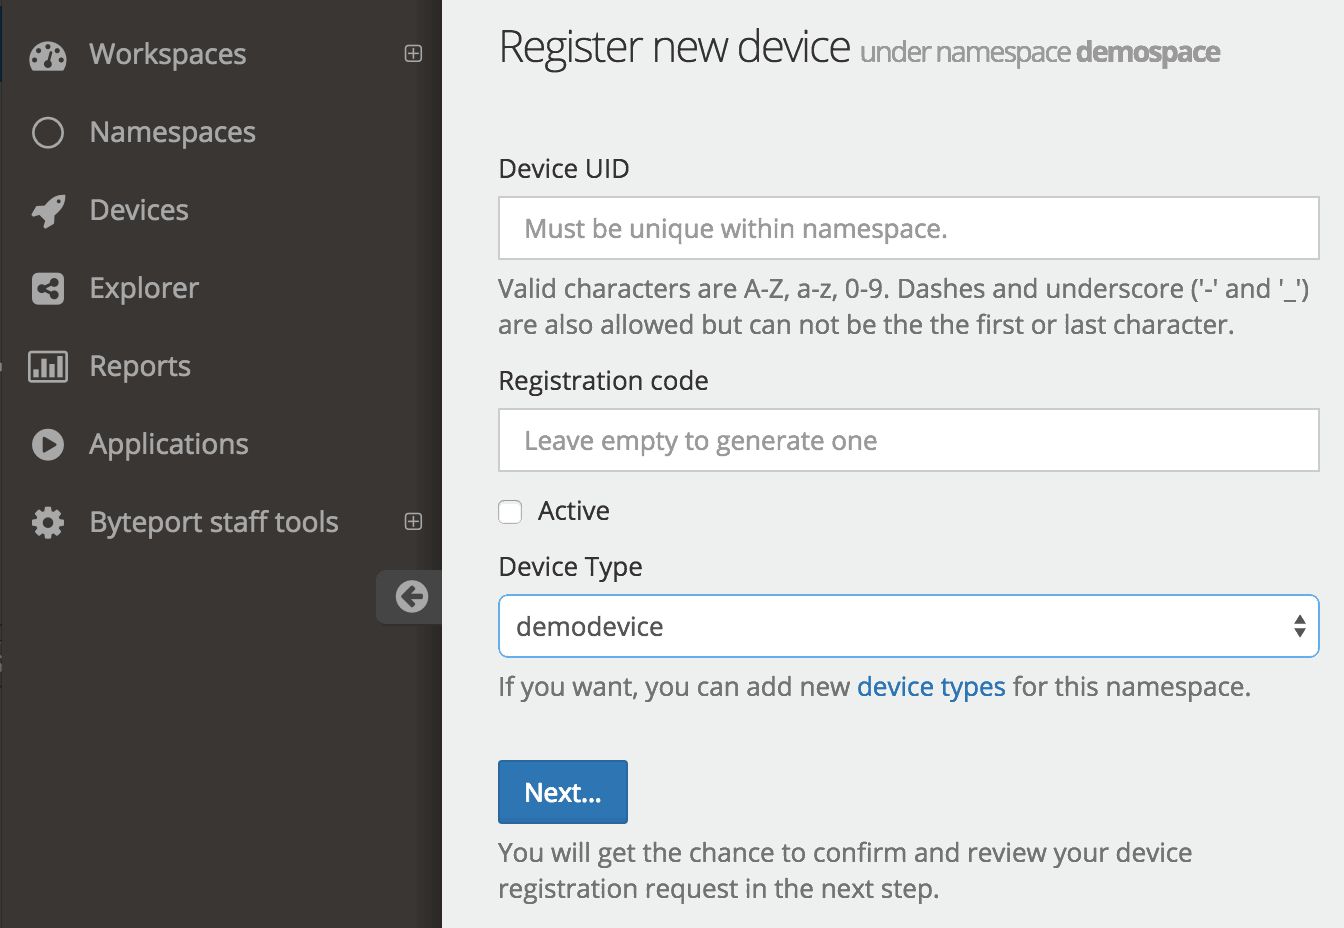 Workspaces
Namespaces
Devices
Explorer
Reports
Applications
Byteport staff tools
Register new device under namespace demospace
Device UID
Must be unique within namespace.
Valid characters are A-Z, a-z, 0-9. Dashes and underscore ('-' and '_')
are also allowed but can not be the the first or last character.
Registration code
Leave empty to generate one
Active
Device Type
demodevice
If you want, you can add new device types for this namespace.
Next...
You will get the chance to confirm and review your device
registration request in the next step.